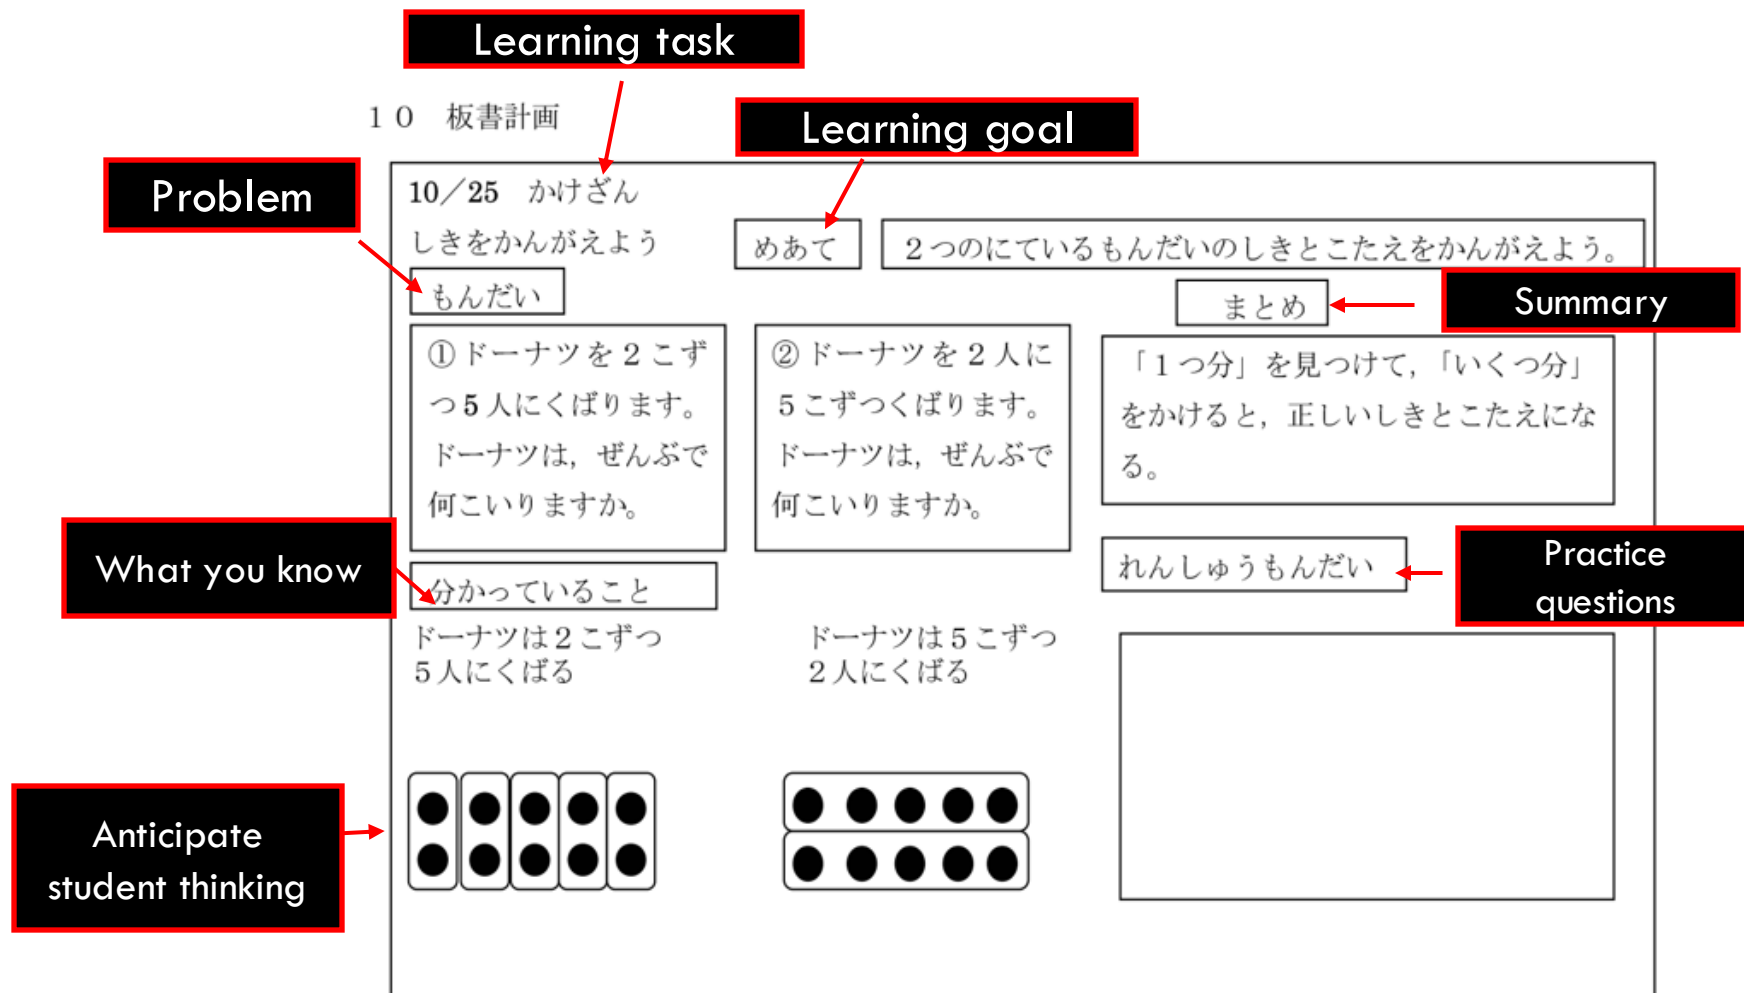 Learning task
１０　板書計画
Learning goal
Problem
10／25　かけざん
しきをかんがえよう
めあて
２つのにているもんだいのしきとこたえをかんがえよう。
もんだい
まとめ
Summary
①ドーナツを２こず
つ５人にくばります。
ドーナツは，ぜんぶで
何こいりますか。
②ドーナツを２人に
５こずつくばります。
ドーナツは，ぜんぶで
何こいりますか。
「１つ分」を見つけて，「いくつ分」
をかけると，正しいしきとこたえにな
る。
What you know
分かっていること
れんしゅうもんだい
Practice
questions
ドーナツは２こずつ
５人にくばる
ドーナツは５こずつ
２人にくばる
Anticipate
student thinking